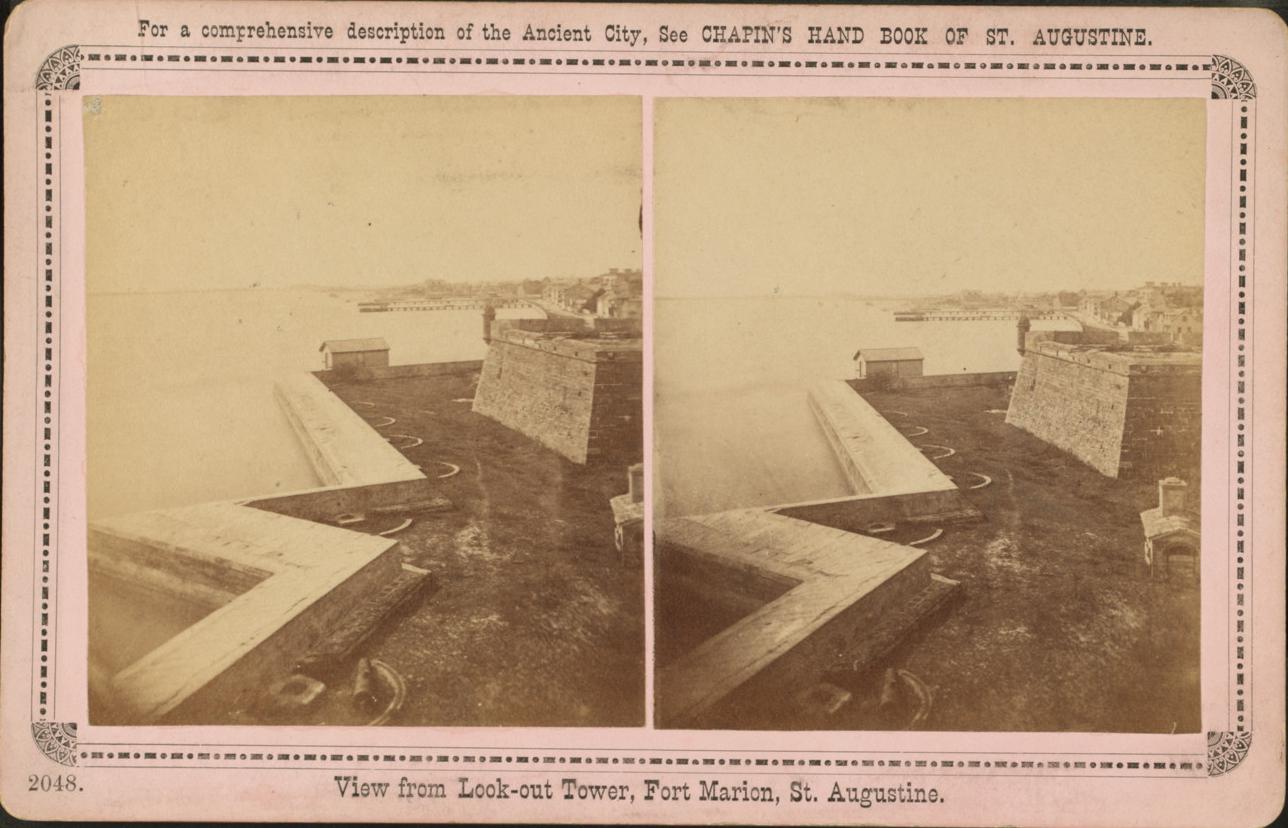 For a comprehensive description of the Ancient City, See CHAPIN'S HAND BOOK OF ST. AUGUSTINE.
2048.
View from Look-out Tower, Fort Marion, St. Augustine.